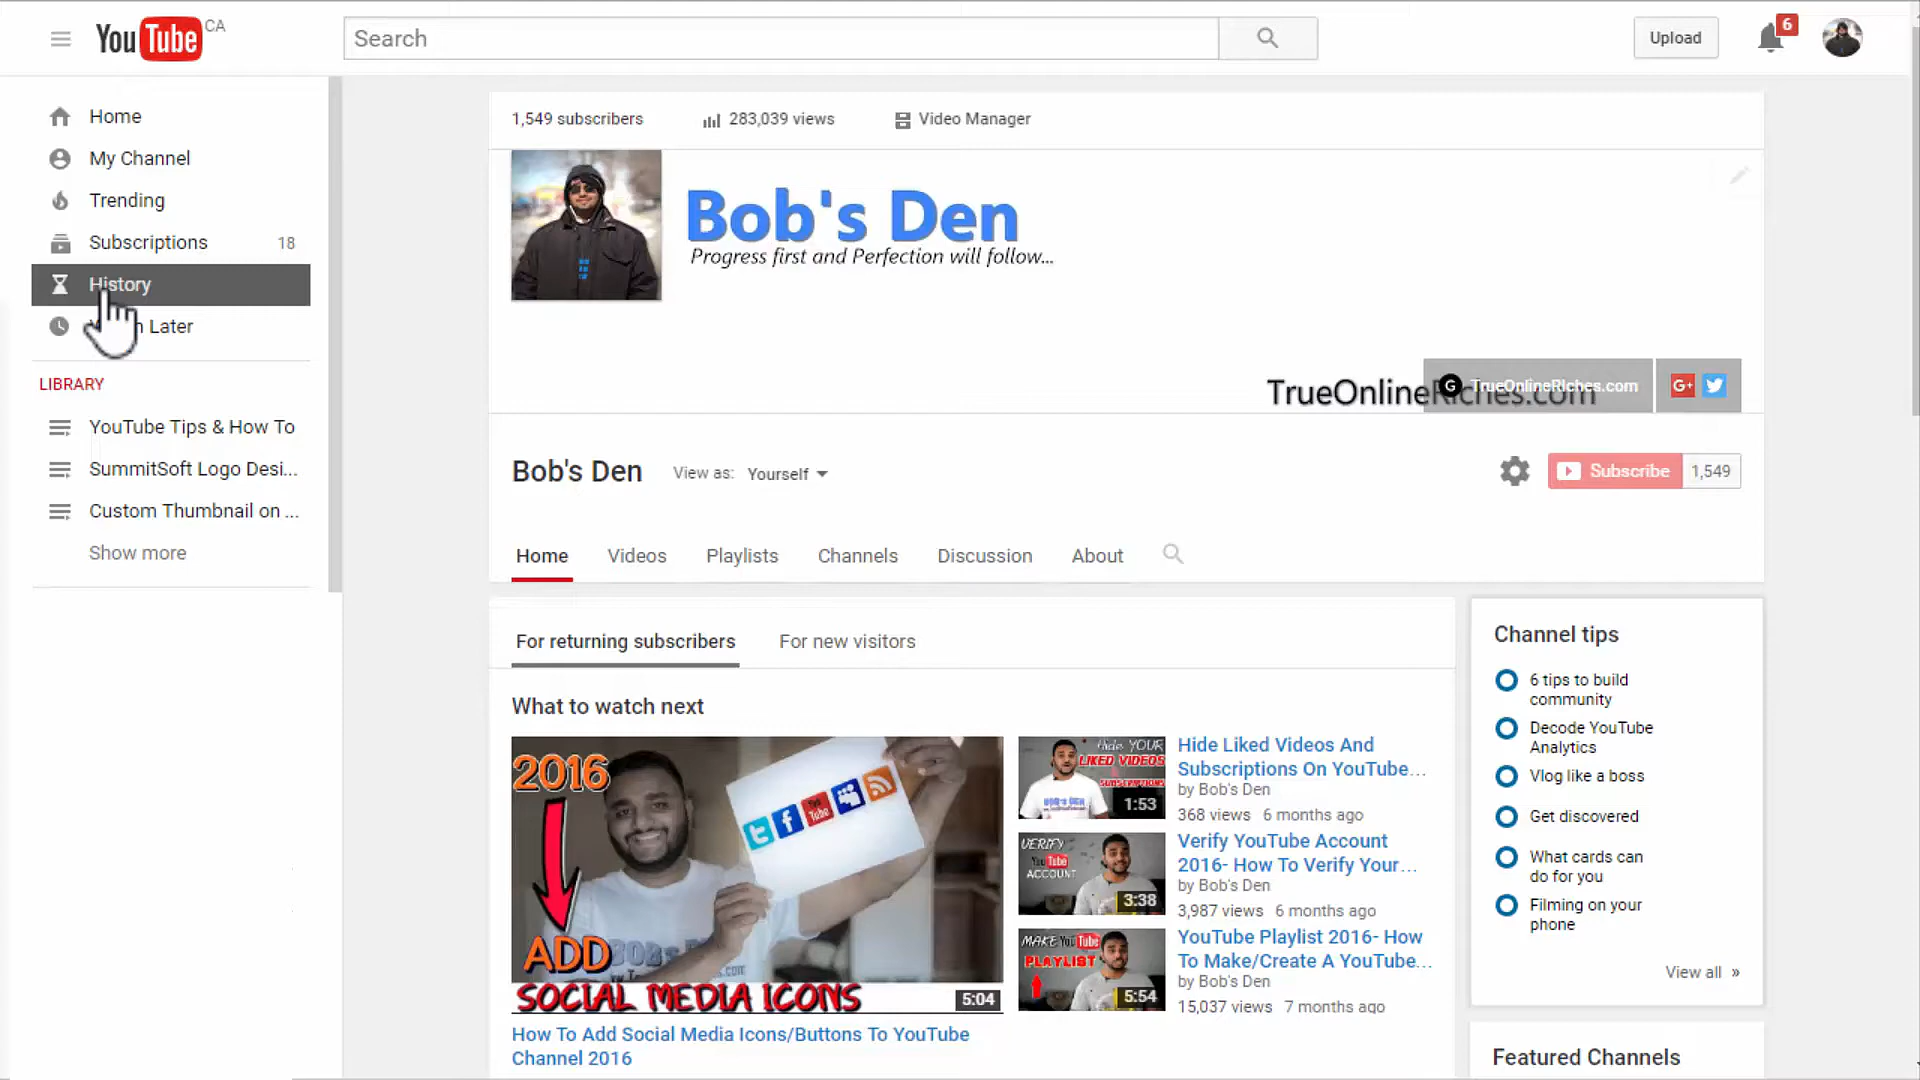 YouTube CA
Search
Upload
6
Home
My Channel
Trending
Subscriptions 18
History
Later
LIBRARY
YouTube Tips & How To
SummitSoft Logo Desi...
Custom Thumbnail on ...
Show more
1,549 subscribers 283,039 views Video Manager
Bob's Den
Progress first and Perfection will follow...
TrueOnlineRiches.com
G TrueOnlineRiches.com G+
Bob's Den View as: Yourself
Subscribe 1,549
Home Videos Playlists Channels Discussion About
For returning subscribers For new visitors
What to watch next
2016
ADD
SOCIAL MEDIA ICONS
5:04
How To Add Social Media Icons/Buttons To YouTube
Channel 2016
Hide YOUR
LIKED VIDEOS
SUBSCRIPTIONS
BOB'S DEN
1:53
Hide Liked Videos And
Subscriptions On YouTube...
by Bob's Den
368 views 6 months ago
VERIFY
YouTube
ACCOUNT
3:38
Verify YouTube Account
2016- How To Verify Your...
by Bob's Den
3,987 views 6 months ago
MAKE YouTube
PLAYLIST
5:54
YouTube Playlist 2016- How
To Make/Create A YouTube...
by Bob's Den
15,037 views 7 months ago
Channel tips
6 tips to build
community
Decode YouTube
Analytics
Vlog like a boss
Get discovered
What cards can
do for you
Filming on your
phone
View all »
Featured Channels